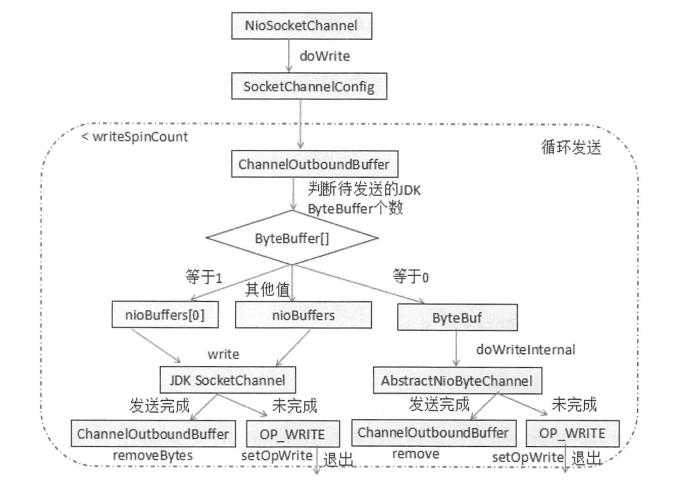 NioSocketChannel
doWrite
SocketChannelConfig
< writeSpinCount
循环发送
ChannelOutboundBuffer
判断待发送的JDK
ByteBuffer个数
ByteBuffer[]
等于1
其他值
等于0
nioBuffers[0]
nioBuffers
ByteBuf
write
doWriteInternal
JDK SocketChannel
AbstractNioByteChannel
发送完成
未完成
发送完成
未完成
ChannelOutboundBuffer
OP_WRITE
ChannelOutboundBuffer
OP_WRITE
removeBytes
setOpWrite
退出
remove
setOpWrite
退出